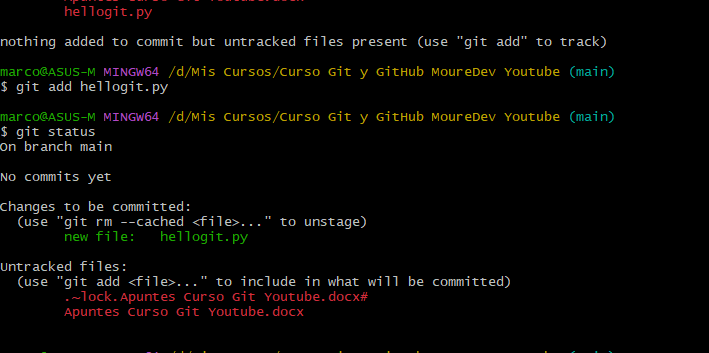 hellogit.py
nothing added to commit but untracked files present (use "git add" to track)
marco@ASUS-M MINGW64 /d/Mis Cursos/Curso Git y GitHub MoureDev Youtube (main)
$ git add hellogit.py
marco@ASUS-M MINGW64 /d/Mis Cursos/Curso Git y GitHub MoureDev Youtube (main)
$ git status
On branch main
No commits yet
Changes to be committed:
(use "git rm --cached <file>..." to unstage)
new file: hellogit.py
Untracked files:
(use "git add <file>..." to include in what will be committed)
.~lock.Apuntes Curso Git Youtube.docx#
Apuntes Curso Git Youtube.docx